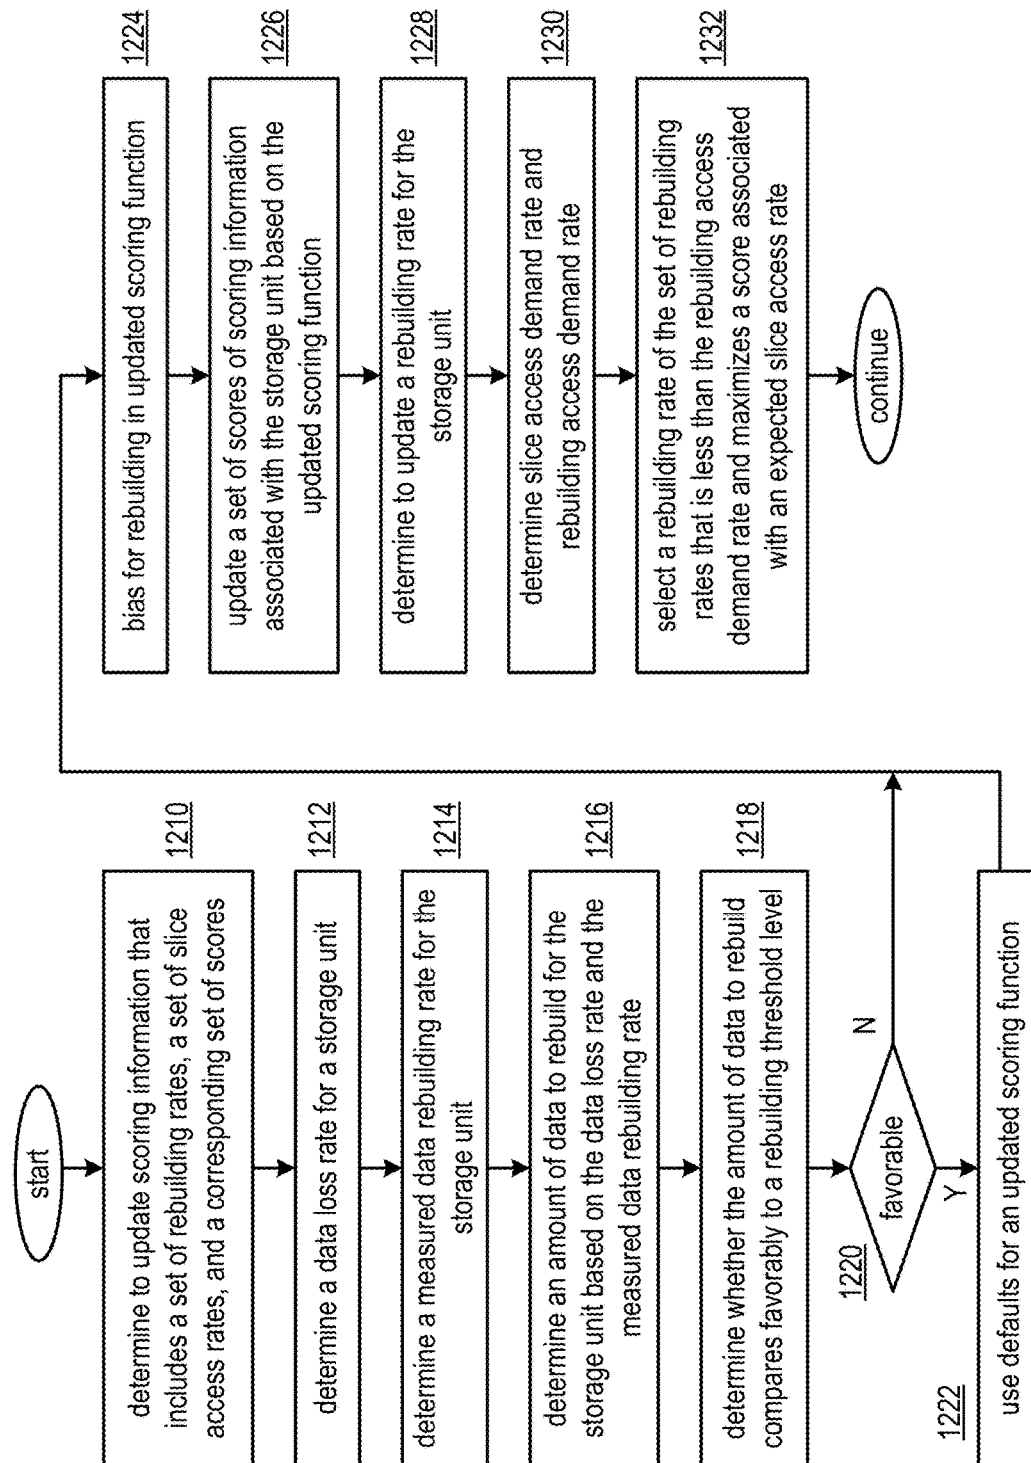 start
determine to update scoring information that
includes a set of rebuilding rates, a set of slice
access rates, and a corresponding set of scores
1210
determine a data loss rate for a storage unit
1212
determine a measured data rebuilding rate for the
storage unit
1214
determine an amount of data to rebuild for the
storage unit based on the data loss rate and the
measured data rebuilding rate
1216
determine whether the amount of data to rebuild
compares favorably to a rebuilding threshold level
1218
1220
favorable
N
Y
1222
use defaults for an updated scoring function
bias for rebuilding in updated scoring function
1224
update a set of scores of scoring information
associated with the storage unit based on the
updated scoring function
1226
determine to update a rebuilding rate for the
storage unit
1228
determine slice access demand rate and
rebuilding access demand rate
1230
select a rebuilding rate of the set of rebuilding
rates that is less than the rebuilding access
demand rate and maximizes a score associated
with an expected slice access rate
1232
continue